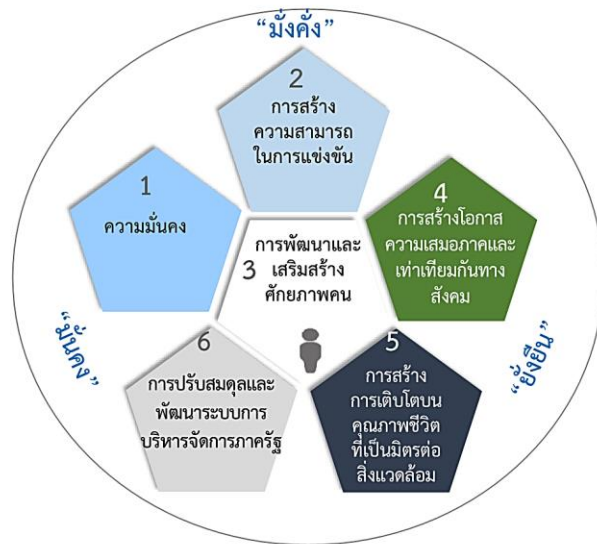 “มั่งคั่ง”
2
การสร้าง
ความสามารถ
ในการแข่งขัน
1
ความมั่นคง
4
การสร้างโอกาส
ความเสมอภาคและ
เท่าเทียมกันทาง
สังคม
3
การพัฒนาและ
เสริมสร้าง
ศักยภาพคน
“มั่นคง”
“ยั่งยืน”
6
การปรับสมดุลและ
พัฒนาระบบการ
บริหารจัดการภาครัฐ
5
การสร้าง
การเติบโตบน
คุณภาพชีวิต
ที่เป็นมิตรต่อ
สิ่งแวดล้อม